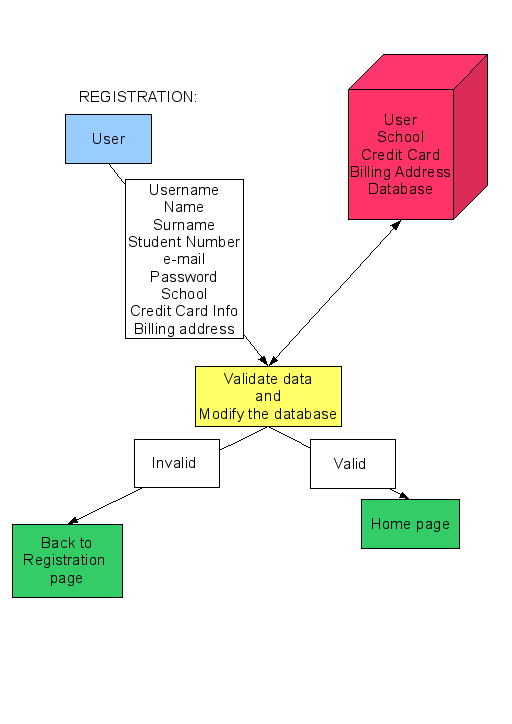 REGISTRATION:
User
User
School
Credit Card
Billing Address
Database
Username
Name
Surname
Student Number
e-mail
Password
School
Credit Card Info
Billing address
Validate data
and
Modify the database
Invalid
Valid
Back to
Registration
page
Home page